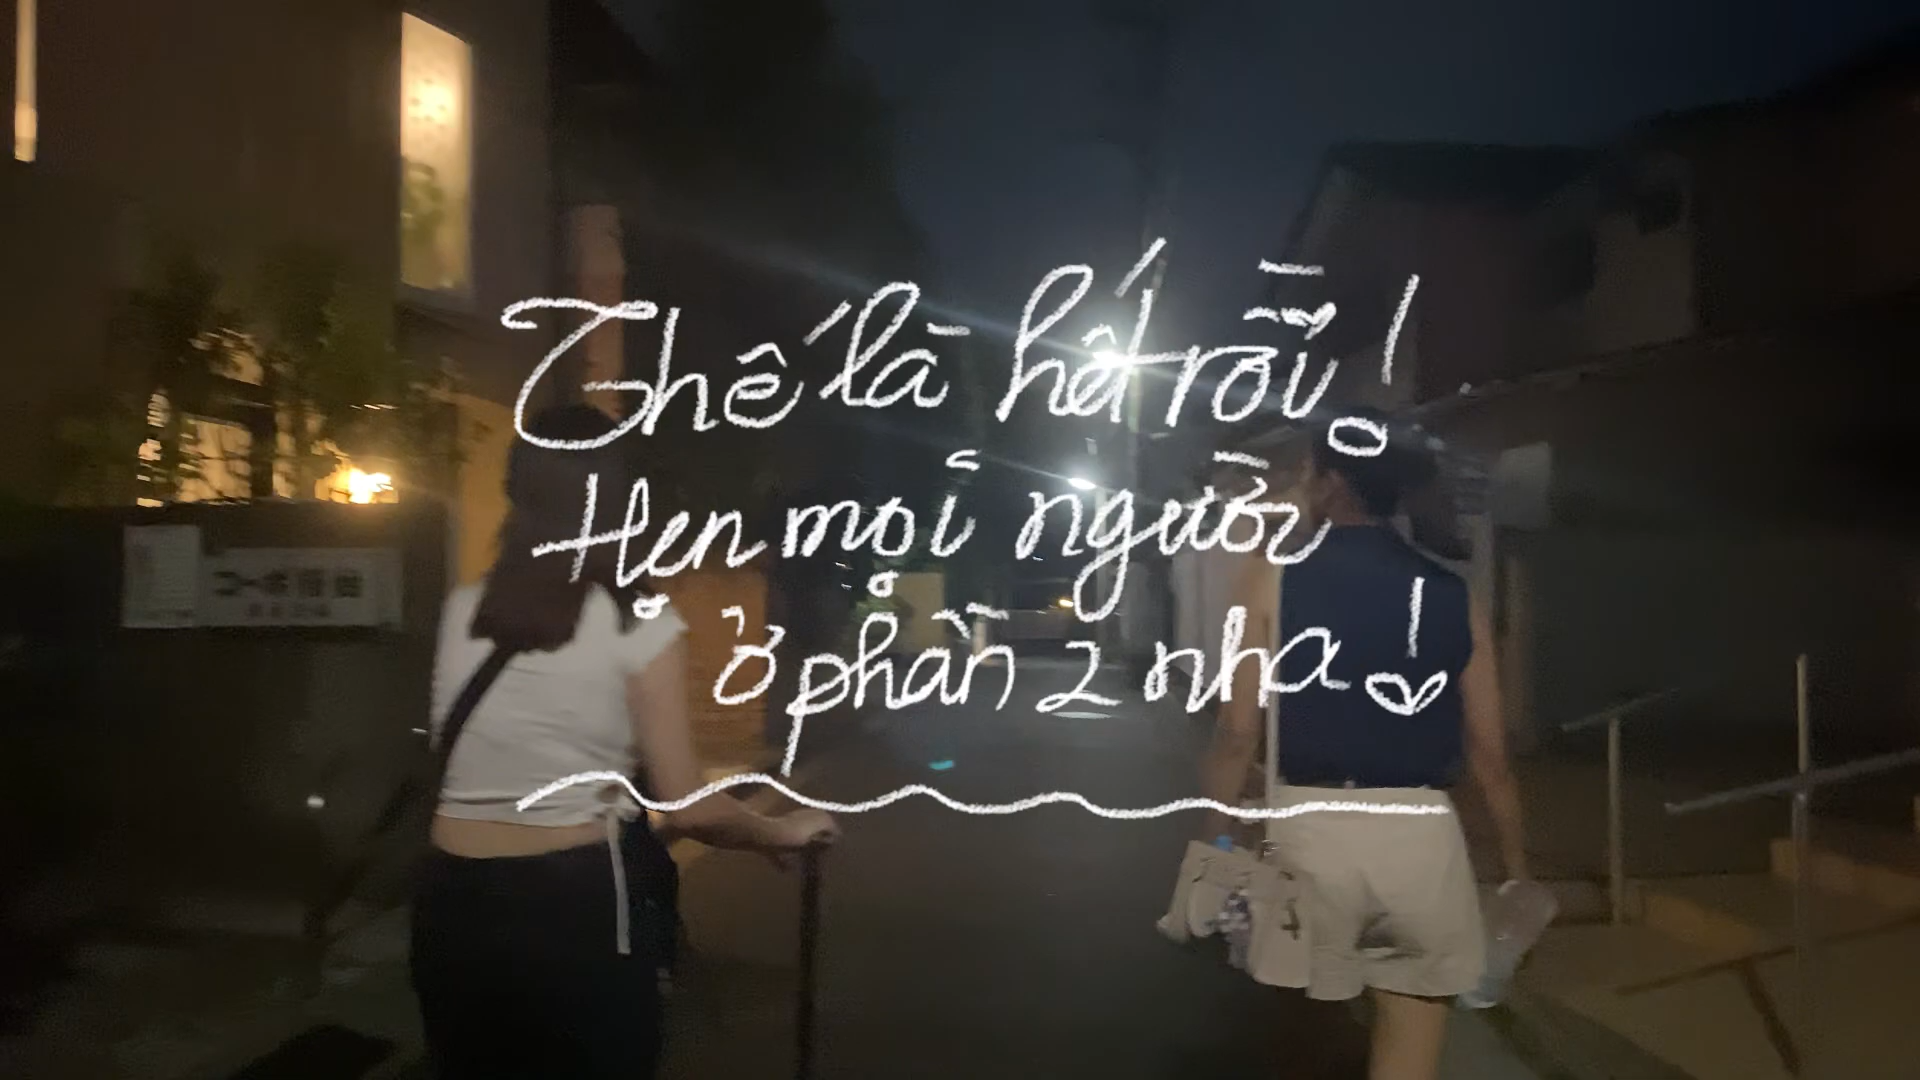 Thế là hết rồi!
Hẹn mọi người
ở phần 2 nha!